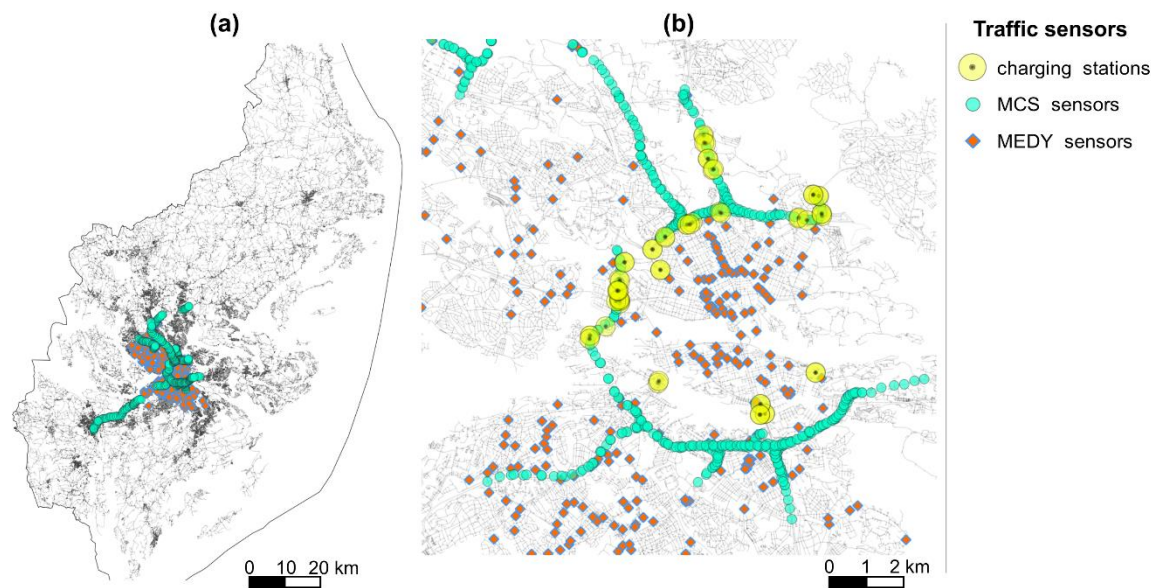 (a)
(b)
Traffic sensors
charging stations
MCS sensors
MEDY sensors
0 10 20 km
0 1 2 km